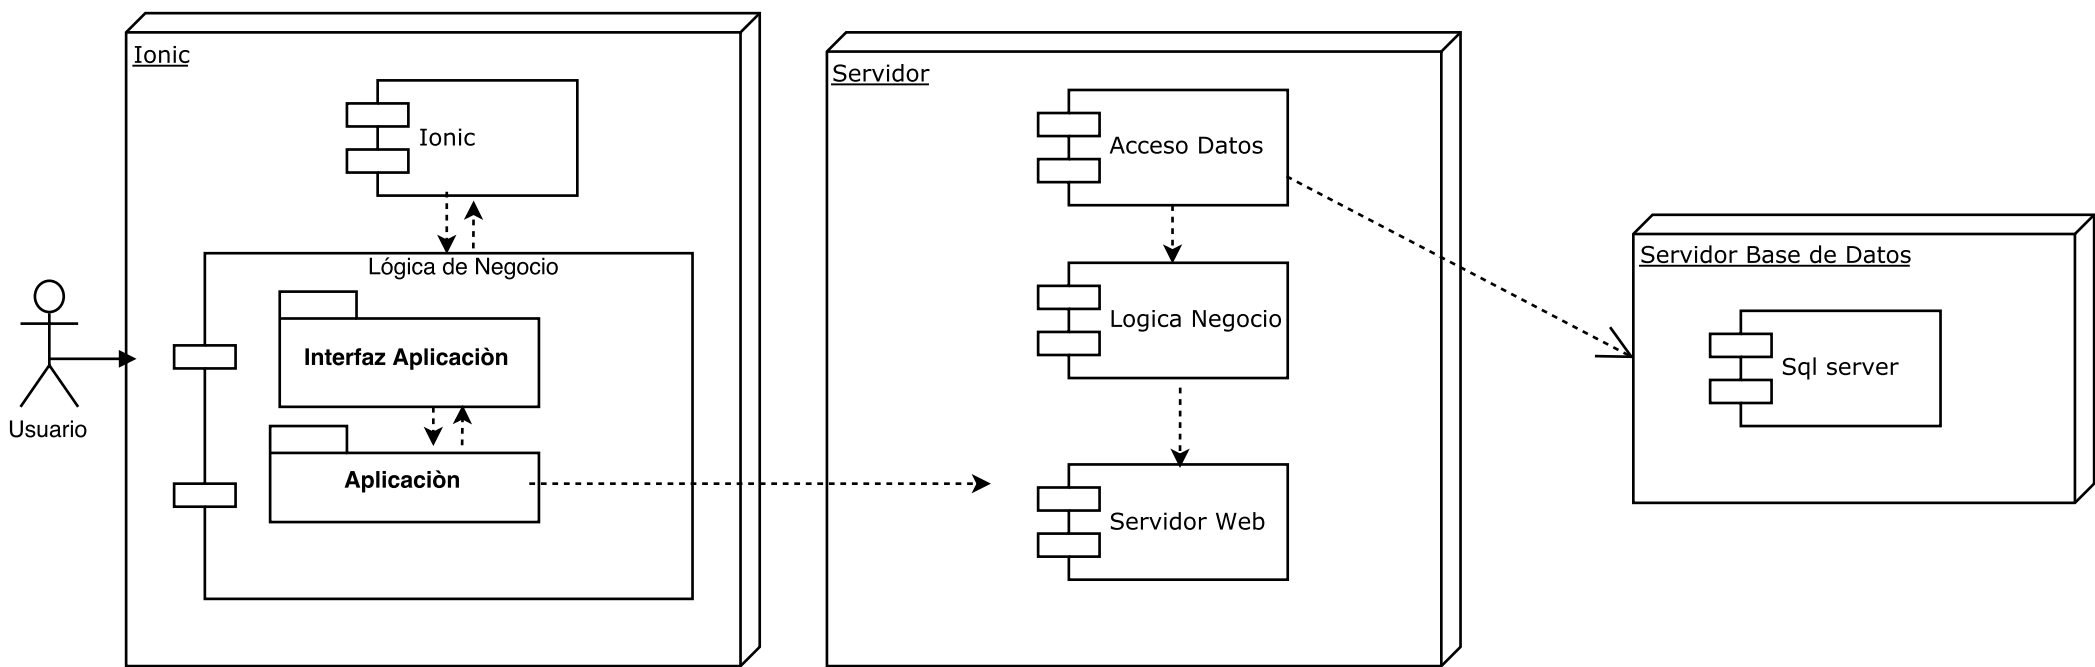 Ionic
Ionic
Lógica de Negocio
Interfaz Aplicaciòn
Aplicaciòn
Usuario
Servidor
Acceso Datos
Logica Negocio
Servidor Web
Servidor Base de Datos
Sql server